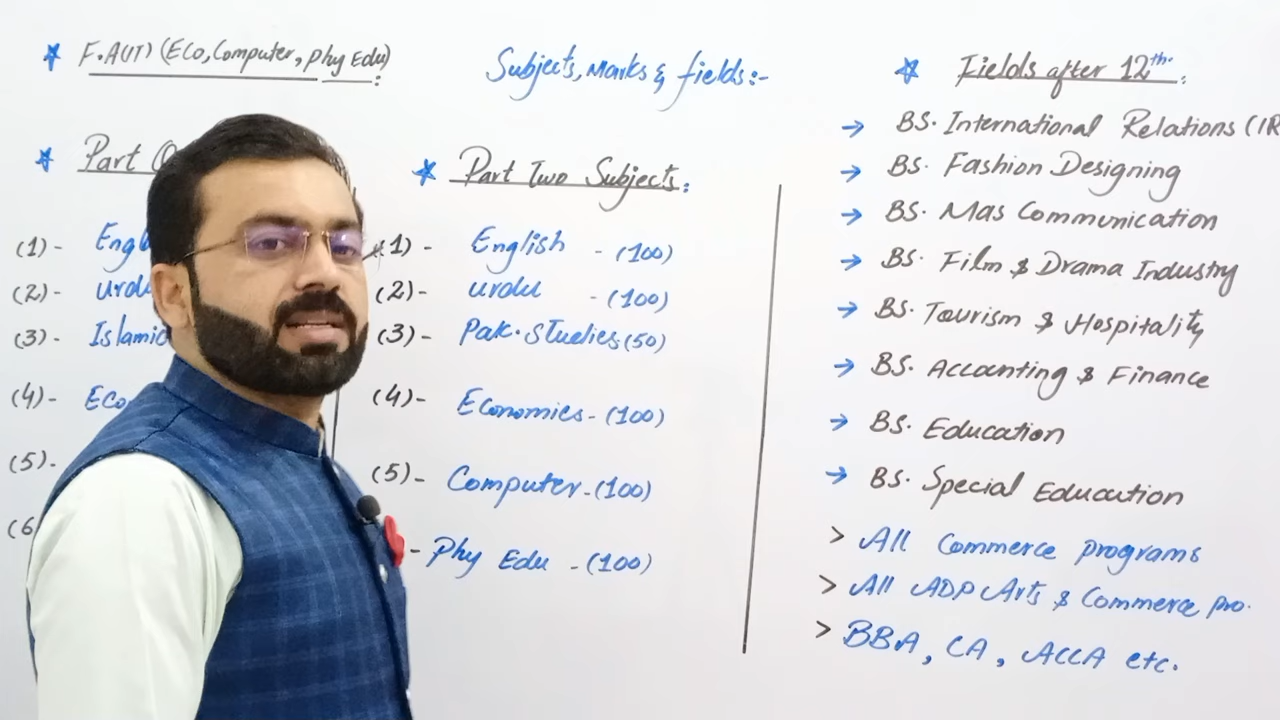 F.A(IT) (Eco, Computer, Phy Edu):
Subjects, Marks & fields:-
Part
(1)- Engl
(2)- urdu
(3)- Islamic
(4)- Eco
(5)-
(6
Part Two Subjects:
(1) - English - (100)
(2)- urdu - (100)
(3)- Pak. Studies (50)
(4)- Economics - (100)
(5)- Computer - (100)
- Phy Edu - (100)
Fields after 12th:
→ BS. International Relations (IR
→ BS. Fashion Designing
→ BS. Mas Communication
→ BS. Film & Drama Industry
→ BS. Tourism & Hospitality
→ BS. Accounting & Finance
→ BS. Education
→ BS. Special Education
> All Commerce programs
> All ADP Arts & Commerce pro.
> BBA, CA, ACCA etc.